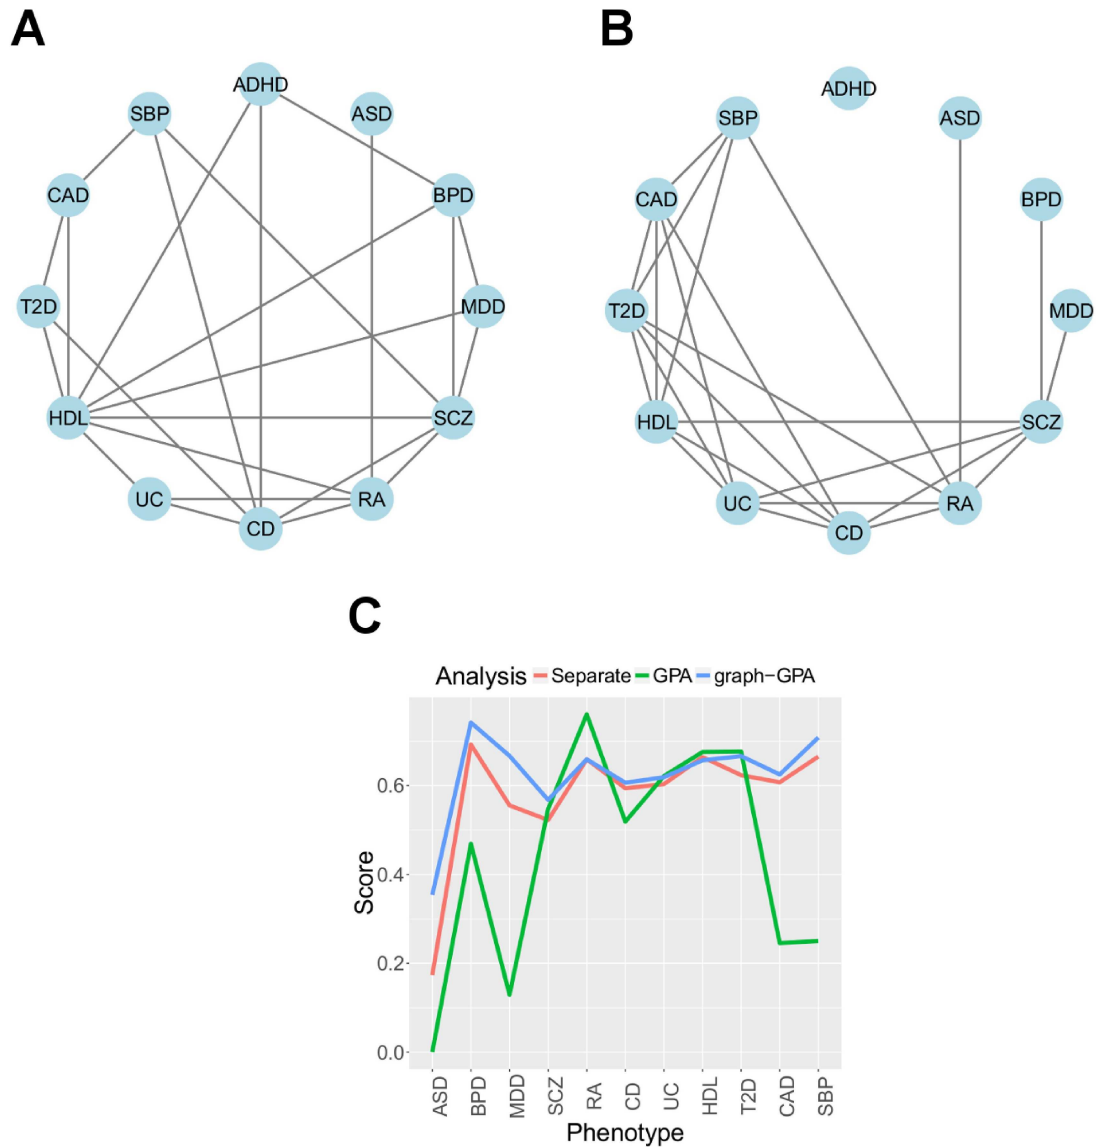 A
B
ADHD
SBP
ASD
CAD
BPD
T2D
MDD
HDL
SCZ
UC
RA
CD
ADHD
SBP
ASD
CAD
BPD
T2D
MDD
HDL
SCZ
UC
RA
CD
C
Analysis Separate GPA graph−GPA
Score
0.6
0.4
0.2
0.0
ASD
BPD
MDD
SCZ
RA
CD
UC
HDL
T2D
CAD
SBP
Phenotype